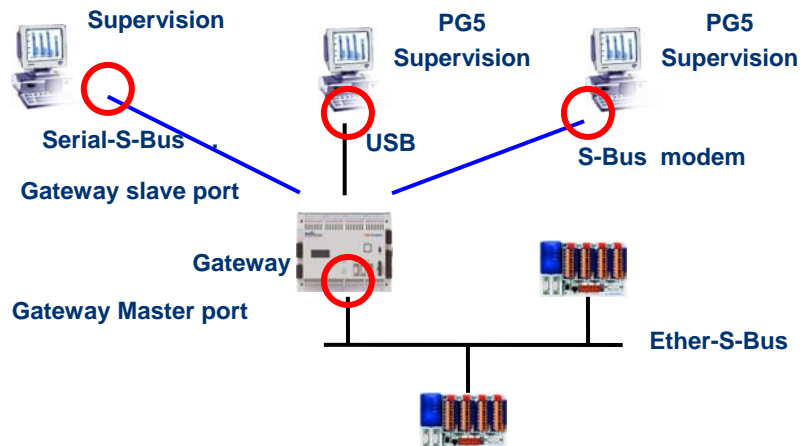 Supervision
PG5
Supervision
PG5
Supervision
Serial-S-Bus .
USB
S-Bus modem
Gateway slave port
Gateway
Gateway Master port
Ether-S-Bus